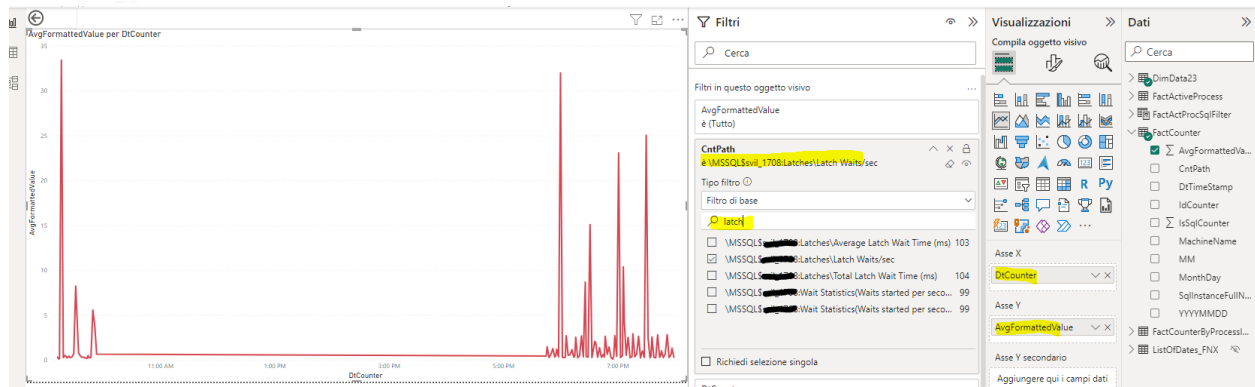 AvgFormattedValue per DtCounter
35
30
25
20
15
10
5
0
AvgFormattedValue
11:00 AM
1:00 PM
3:00 PM
5:00 PM
7:00 PM
DtCounter
Filtri
Cerca
Filtri in questo oggetto visivo
AvgFormattedValue
è (Tutto)
CntPath
è \MSSQL$svil_1708:Latches\Latch Waits/sec
Tipo filtro
Filtro di base
latch
\MSSQL$ :Latches\Average Latch Wait Time (ms) 103
\MSSQL$ :Latches\Latch Waits/sec
\MSSQL$ :Latches\Total Latch Wait Time (ms) 104
\MSSQL$ :Wait Statistics(Waits started per seco... 99
\MSSQL$ :Wait Statistics(Waits started per seco... 99
Richiedi selezione singola
Visualizzazioni
Compila oggetto visivo
123
R Py
Asse X
DtCounter
Asse Y
AvgFormattedValue
Asse Y secondario
Aggiungere qui i campi dati
Dati
Cerca
DimData23
FactActiveProcess
FactActProcSqlFilter
FactCounter
AvgFormattedVa...
CntPath
DtTimeStamp
IdCounter
IsSqlCounter
MachineName
MM
MonthDay
SqlInstanceFullN...
YYYYMMDD
FactCounterByProcessI...
ListOfDates_FNX